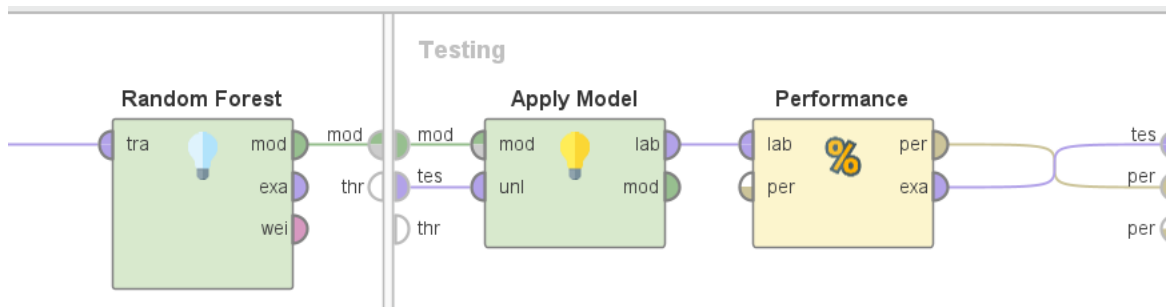 Testing
Random Forest
Apply Model
Performance
tra
mod
mod
mod
mod
lab
lab
per
tes
exa
thr
tes
unl
mod
per
exa
per
wei
thr
per